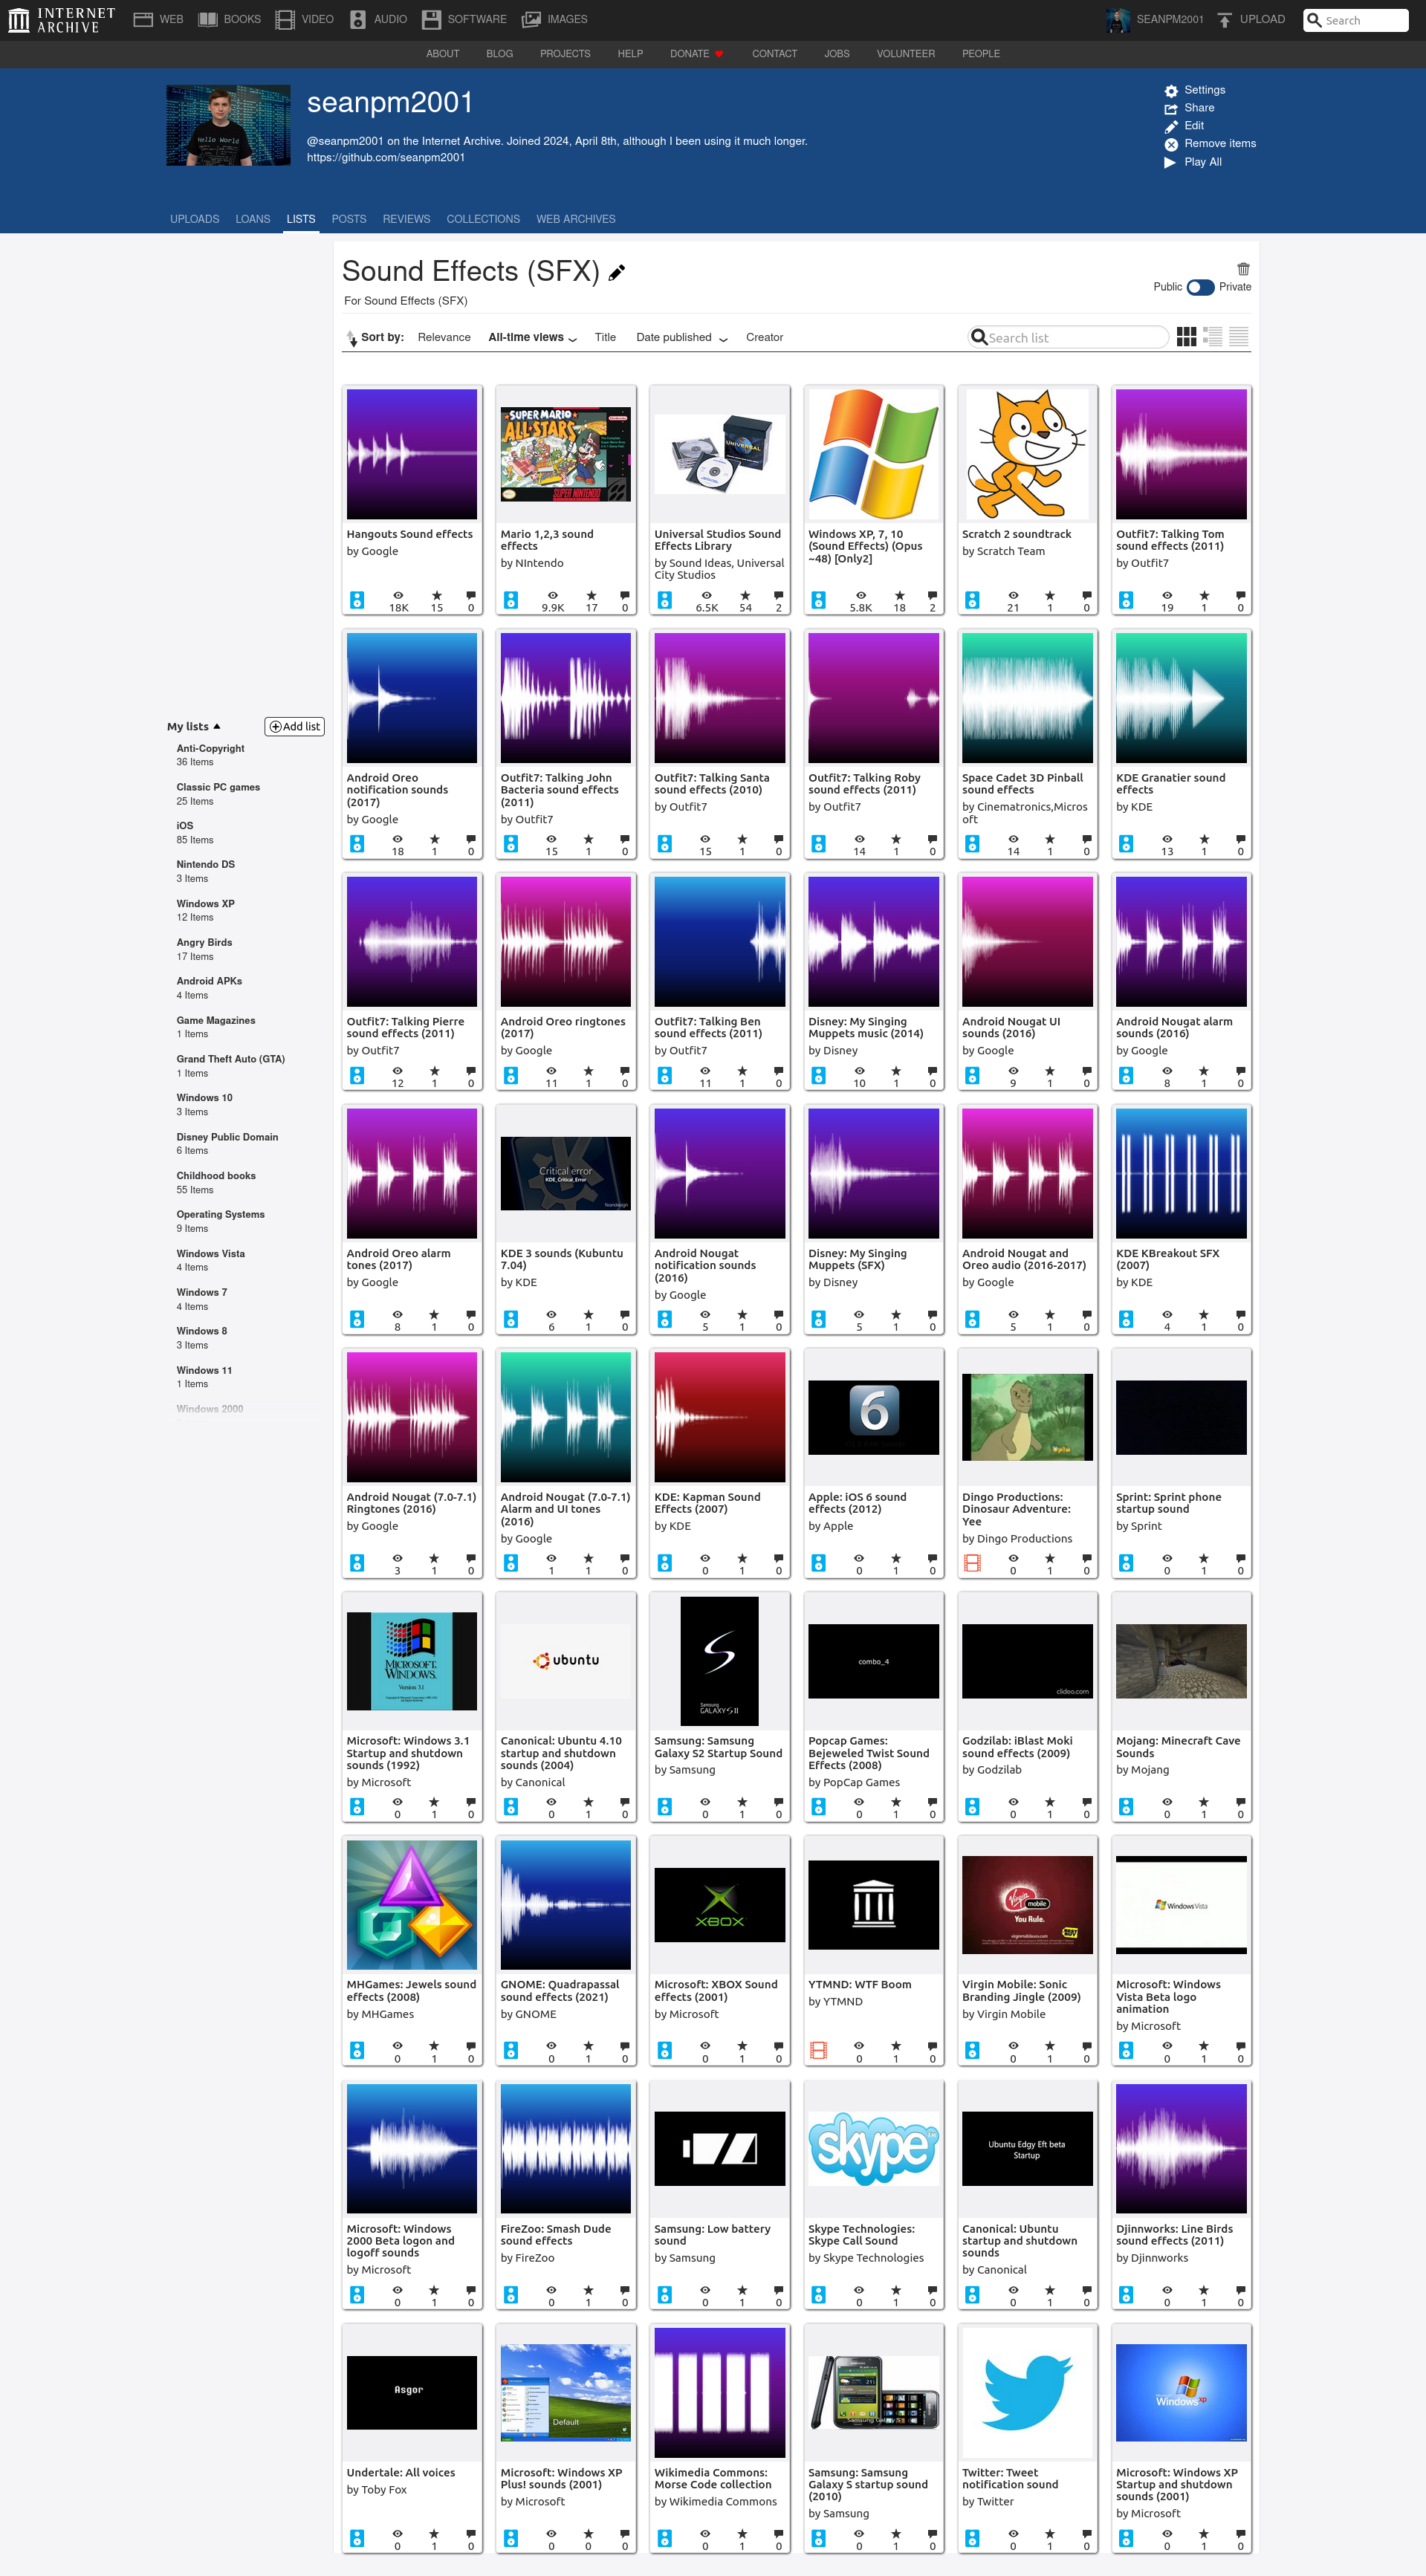 INTERNET
ARCHIVE
WEB BOOKS VIDEO AUDIO SOFTWARE IMAGES
SEANPM2001 UPLOAD Search
ABOUT BLOG PROJECTS HELP DONATE CONTACT JOBS VOLUNTEER PEOPLE
seanpm2001
@seanpm2001 on the Internet Archive. Joined 2024, April 8th, although I been using it much longer.
https://github.com/seanpm2001
Settings
Share
Edit
Remove items
Play All
UPLOADS LOANS LISTS POSTS REVIEWS COLLECTIONS WEB ARCHIVES
My lists Add list
Anti-Copyright
36 Items
Classic PC games
25 Items
iOS
85 Items
Nintendo DS
3 Items
Windows XP
12 Items
Angry Birds
17 Items
Android APKs
4 Items
Game Magazines
1 Items
Grand Theft Auto (GTA)
1 Items
Windows 10
3 Items
Disney Public Domain
6 Items
Childhood books
55 Items
Operating Systems
9 Items
Windows Vista
4 Items
Windows 7
4 Items
Windows 8
3 Items
Windows 11
1 Items
Windows 2000
Sound Effects (SFX)
Public Private
For Sound Effects (SFX)
Sort by: Relevance All-time views Title Date published Creator Search list
Hangouts Sound effects
by Google
18K 15 0
SUPER MARIO
ALL-STARS
SUPER NINTENDO
Mario 1,2,3 sound
effects
by NIntendo
9.9K 17 0
UNIVERSAL
Universal Studios Sound
Effects Library
by Sound Ideas, Universal
City Studios
6.5K 54 2
Windows XP, 7, 10
(Sound Effects) (Opus
~48) [Only2]
5.8K 18 2
Scratch 2 soundtrack
by Scratch Team
21 1 0
Outfit7: Talking Tom
sound effects (2011)
by Outfit7
19 1 0
Android Oreo
notification sounds
(2017)
by Google
18 1 0
Outfit7: Talking John
Bacteria sound effects
(2011)
by Outfit7
15 1 0
Outfit7: Talking Santa
sound effects (2010)
by Outfit7
15 1 0
Outfit7: Talking Roby
sound effects (2011)
by Outfit7
14 1 0
Space Cadet 3D Pinball
sound effects
by Cinematronics,Micros
oft
14 1 0
KDE Granatier sound
effects
by KDE
13 1 0
Outfit7: Talking Pierre
sound effects (2011)
by Outfit7
12 1 0
Android Oreo ringtones
(2017)
by Google
11 1 0
Outfit7: Talking Ben
sound effects (2011)
by Outfit7
11 1 0
Disney: My Singing
Muppets music (2014)
by Disney
10 1 0
Android Nougat UI
sounds (2016)
by Google
9 1 0
Android Nougat alarm
sounds (2016)
by Google
8 1 0
Android Oreo alarm
tones (2017)
by Google
8 1 0
Critical error
KDE_Critical_Error
KDE 3 sounds (Kubuntu
7.04)
by KDE
6 1 0
Android Nougat
notification sounds
(2016)
by Google
5 1 0
Disney: My Singing
Muppets (SFX)
by Disney
5 1 0
Android Nougat and
Oreo audio (2016-2017)
by Google
5 1 0
KDE KBreakout SFX
(2007)
by KDE
4 1 0
Android Nougat (7.0-7.1)
Ringtones (2016)
by Google
3 1 0
Android Nougat (7.0-7.1)
Alarm and UI tones
(2016)
by Google
1 1 0
KDE: Kapman Sound
Effects (2007)
by KDE
0 1 0
6
Apple: iOS 6 sound
effects (2012)
by Apple
0 1 0
Dingo Productions:
Dinosaur Adventure:
Yee
by Dingo Productions
0 1 0
Sprint: Sprint phone
startup sound
by Sprint
0 1 0
MICROSOFT
WINDOWS.
Version 3.1
Microsoft: Windows 3.1
Startup and shutdown
sounds (1992)
by Microsoft
0 1 0
ubuntu
Canonical: Ubuntu 4.10
startup and shutdown
sounds (2004)
by Canonical
0 1 0
S
Samsung
GALAXY S II
Samsung: Samsung
Galaxy S2 Startup Sound
by Samsung
0 1 0
combo_4
Popcap Games:
Bejeweled Twist Sound
Effects (2008)
by PopCap Games
0 1 0
clideo.com
Godzilab: iBlast Moki
sound effects (2009)
by Godzilab
0 1 0
Mojang: Minecraft Cave
Sounds
by Mojang
0 1 0
MHGames: Jewels sound
effects (2008)
by MHGames
0 1 0
GNOME: Quadrapassal
sound effects (2021)
by GNOME
0 1 0
XBOX
Microsoft: XBOX Sound
effects (2001)
by Microsoft
0 1 0
YTMND: WTF Boom
by YTMND
0 1 0
Virgin
mobile
You Rule.
Virgin Mobile: Sonic
Branding Jingle (2009)
by Virgin Mobile
0 1 0
Windows Vista
Microsoft: Windows
Vista Beta logo
animation
by Microsoft
0 1 0
Microsoft: Windows
2000 Beta logon and
logoff sounds
by Microsoft
0 1 0
FireZoo: Smash Dude
sound effects
by FireZoo
0 1 0
Samsung: Low battery
sound
by Samsung
0 1 0
skype
TM
Skype Technologies:
Skype Call Sound
by Skype Technologies
0 1 0
Ubuntu Edgy Eft beta
Startup
Canonical: Ubuntu
startup and shutdown
sounds
by Canonical
0 1 0
Djinnworks: Line Birds
sound effects (2011)
by Djinnworks
0 1 0
Asgor
Undertale: All voices
by Toby Fox
0 1 0
Default
Microsoft: Windows XP
Plus! sounds (2001)
by Microsoft
0 0 0
Wikimedia Commons:
Morse Code collection
by Wikimedia Commons
0 1 0
Samsung: Samsung
Galaxy S startup sound
(2010)
by Samsung
0 1 0
Twitter: Tweet
notification sound
by Twitter
0 1 0
Windows xp
Microsoft: Windows XP
Startup and shutdown
sounds (2001)
by Microsoft
0 1 0